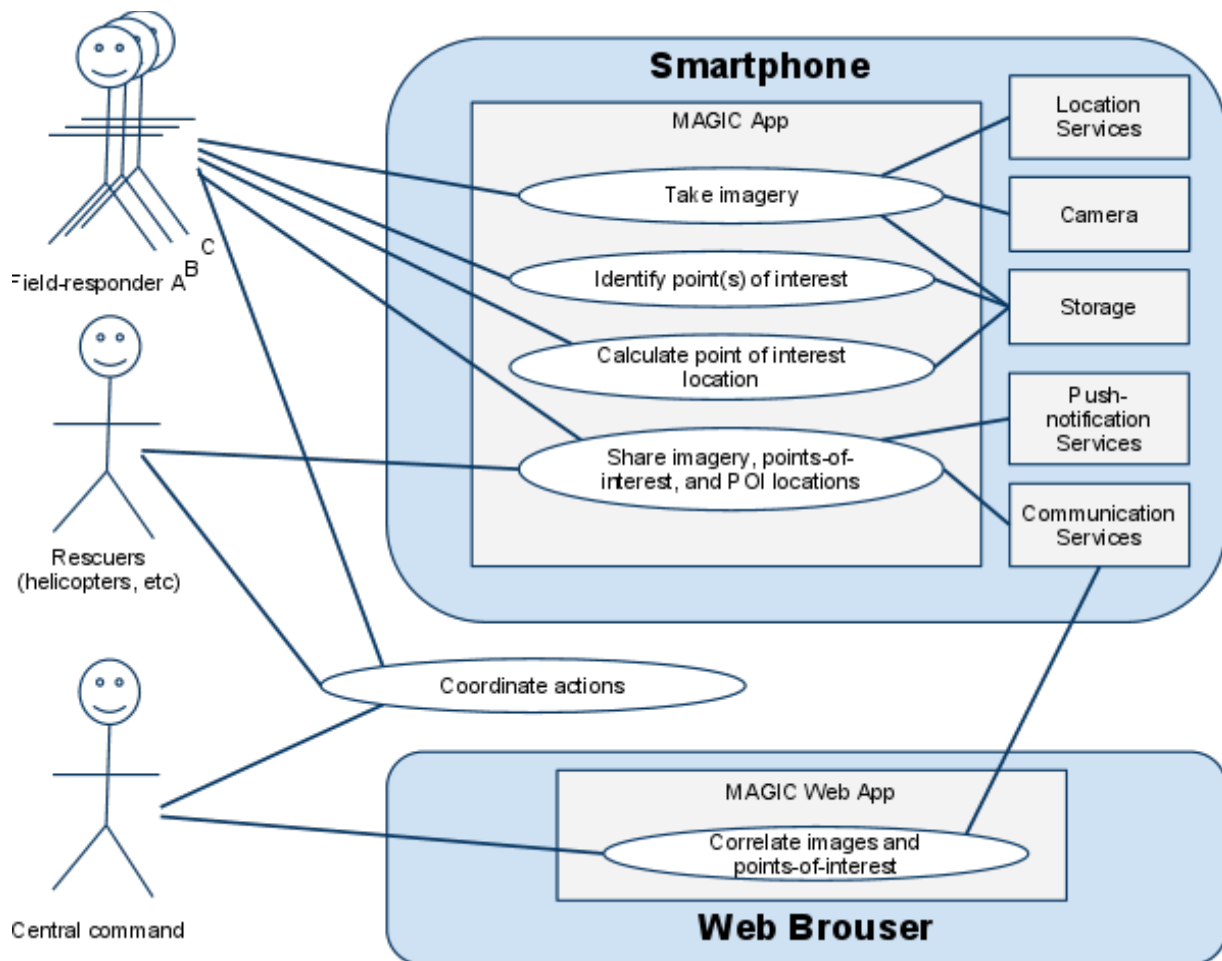 Smartphone
MAGIC App
Location
Services
Take imagery
Camera
Field-responder A
B
C
Identify point(s) of interest
Storage
Calculate point of interest
location
Push-
notification
Services
Share imagery, points-of-
interest, and POI locations
Communication
Services
Rescuers
(helicopters, etc)
Coordinate actions
MAGIC Web App
Correlate images and
points-of-interest
Web Brouser
Central command